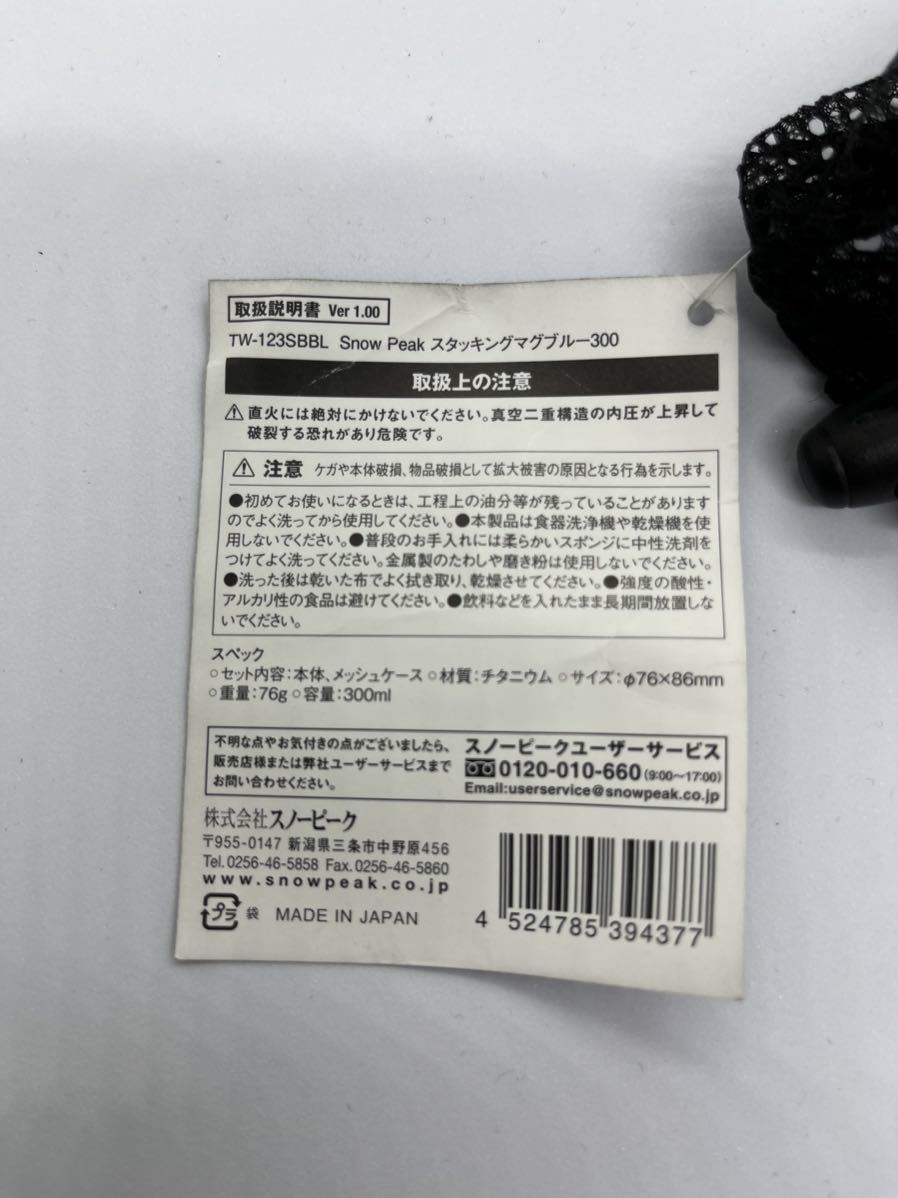 取扱説明書 Ver 1.00
TW-123SBBL Snow Peak スタッキングマグブルー300
取扱上の注意
⚠ 直火には絶対にかけないでください。真空二重構造の内圧が上昇して
破裂する恐れがあり危険です。
⚠ 注意 ケガや本体破損、物品破損として拡大被害の原因となる行為を示します。
●初めてお使いになるときは、工程上の油分等が残っていることがあります
のでよく洗ってから使用してください。●本製品は食器洗浄機や乾燥機を使
用しないでください。●普段のお手入れには柔らかいスポンジに中性洗剤を
つけてよく洗ってください。金属製のたわしや磨き粉は使用しないでください。
●洗った後は乾いた布でよく拭き取り、乾燥させてください。●強度の酸性・
アルカリ性の食品は避けてください。●飲料などを入れたまま長期間放置しな
いでください。
スペック
○セット内容：本体、メッシュケース ○材質：チタニウム ○サイズ：φ76×86mm
○重量：76g ○容量：300ml
不明な点やお気付きの点がございましたら、
販売店様または弊社ユーザーサービスまで
お問い合わせください。
スノーピークユーザーサービス
0120-010-660 (9:00〜17:00)
Email:userservice@snowpeak.co.jp
株式会社スノーピーク
〒955-0147 新潟県三条市中野原456
Tel.0256-46-5858 Fax.0256-46-5860
www.snowpeak.co.jp
プラ 袋 MADE IN JAPAN
4 524785 394377